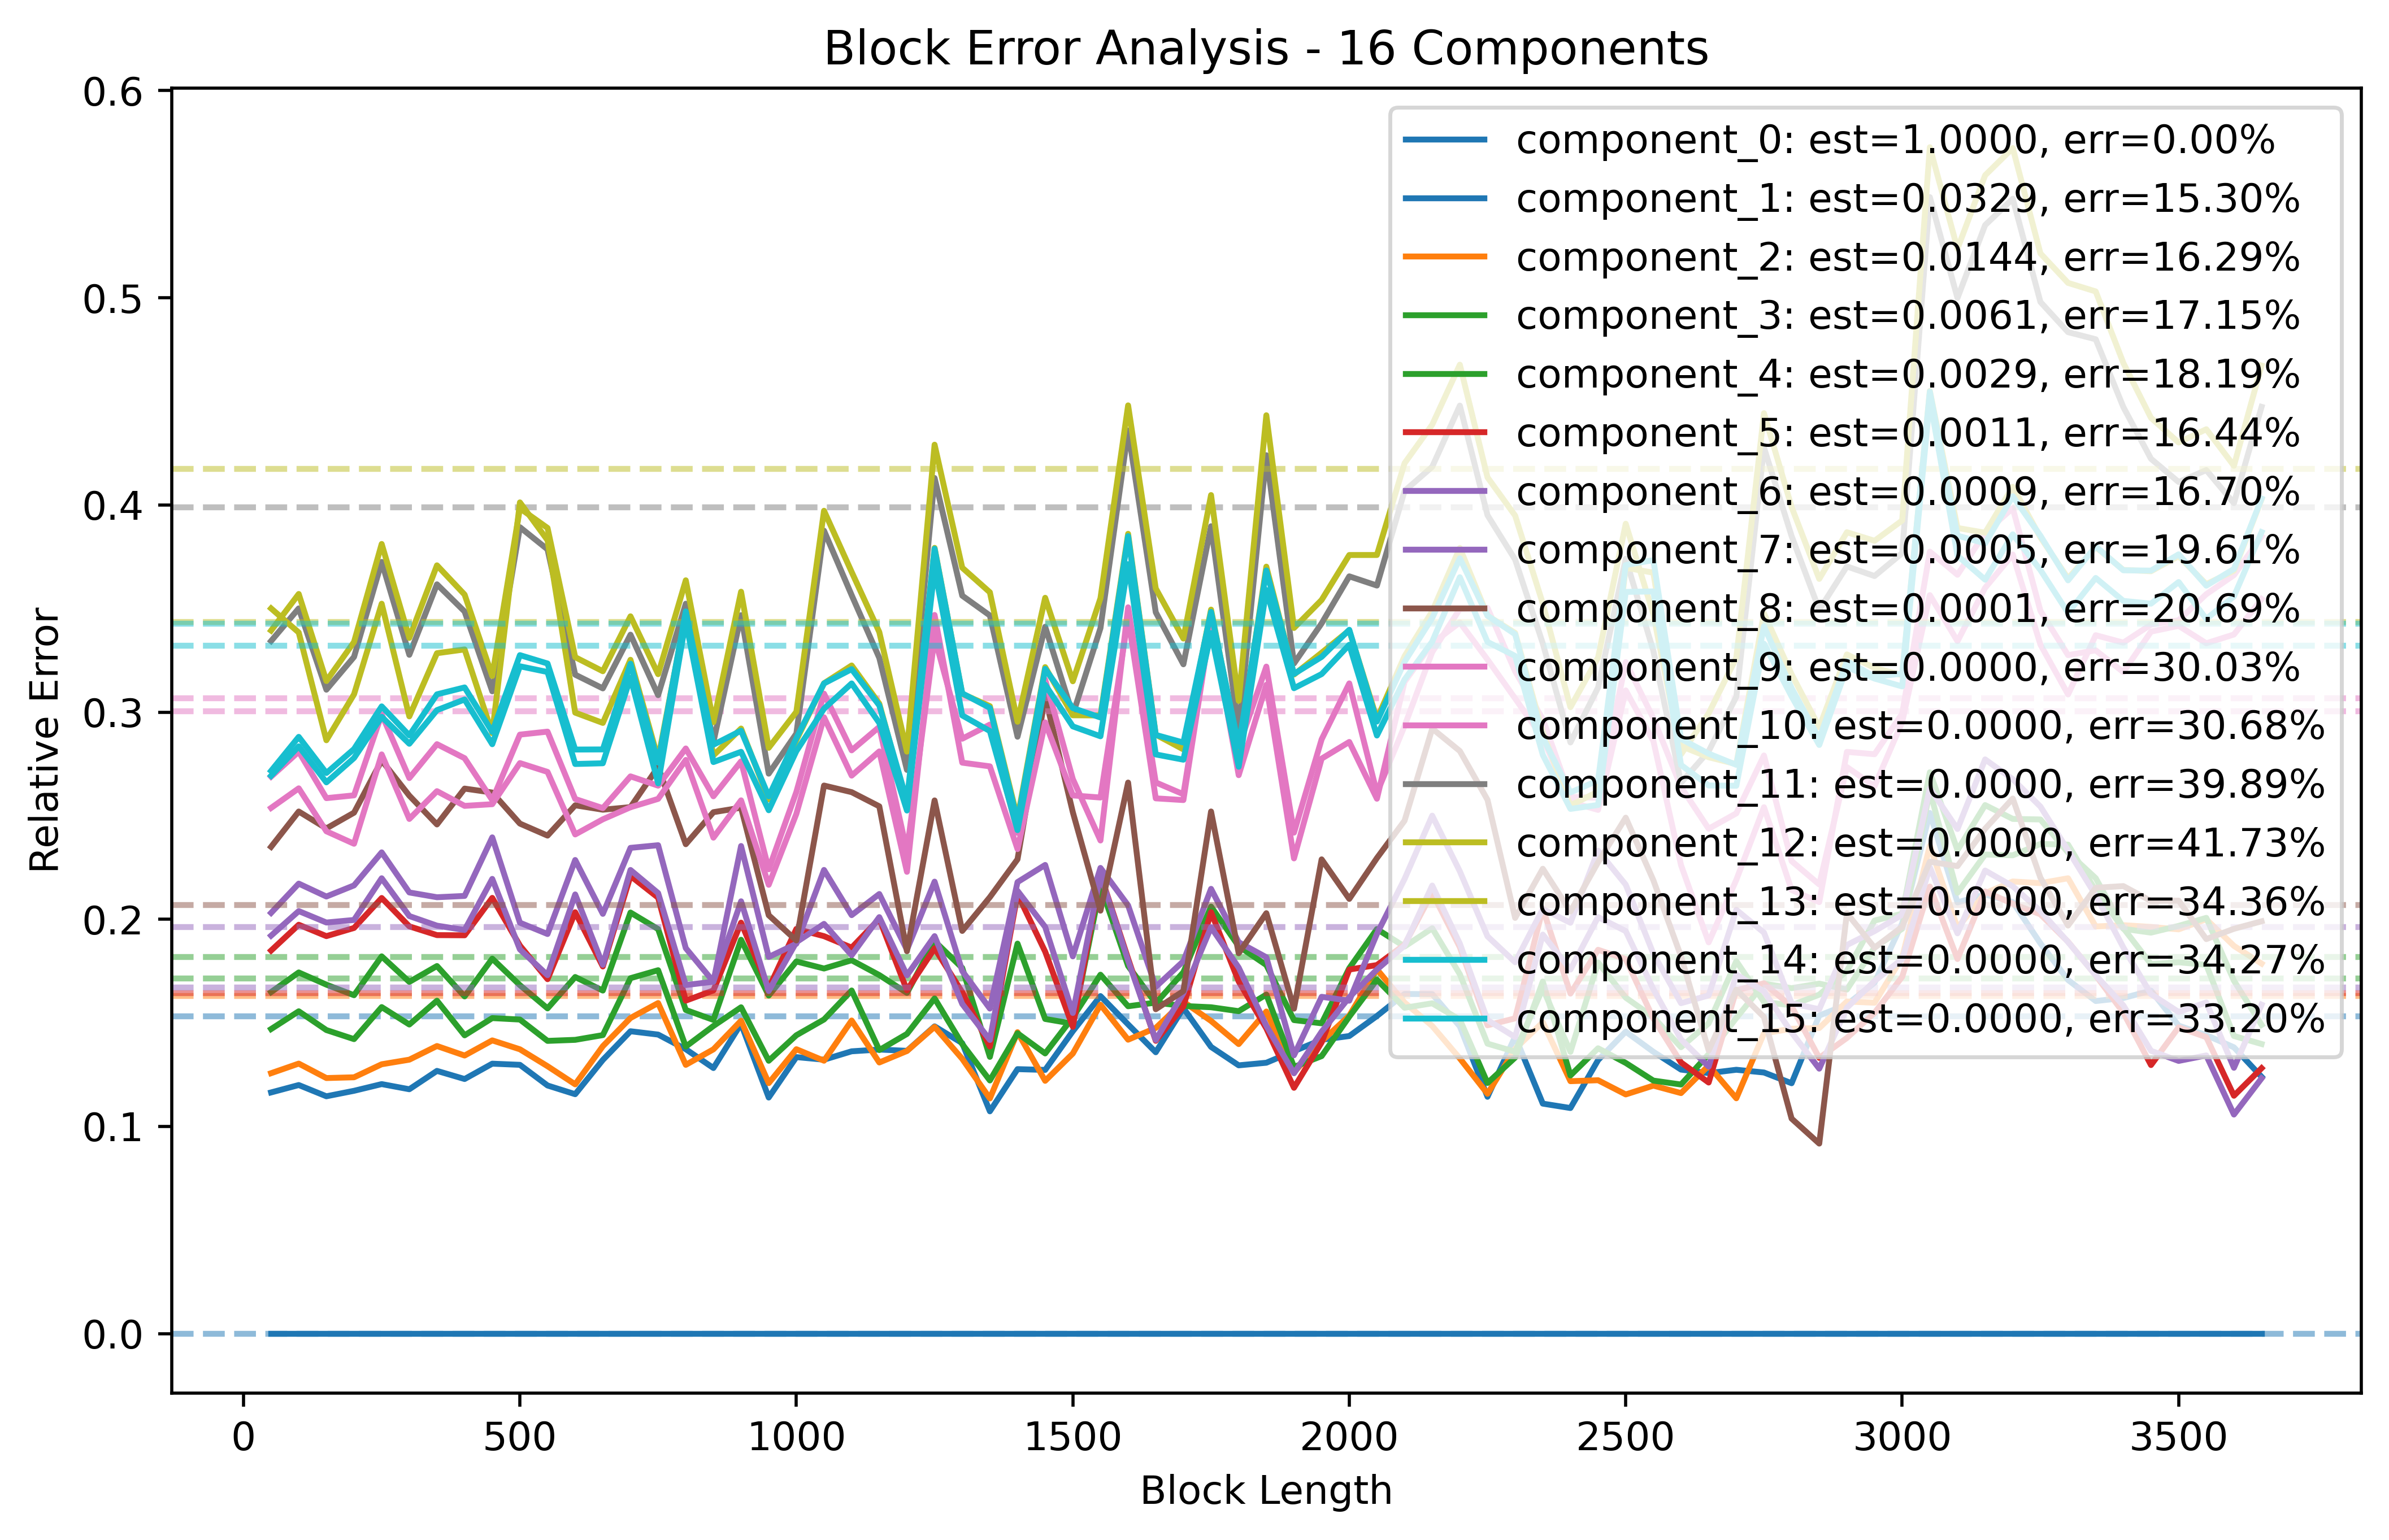 Block Error Analysis - 16 Components
0.6
0.5
0.4
0.3
0.2
0.1
0.0
Relative Error
component_0: est=1.0000, err=0.00%
component_1: est=0.0329, err=15.30%
component_2: est=0.0144, err=16.29%
component_3: est=0.0061, err=17.15%
component_4: est=0.0029, err=18.19%
component_5: est=0.0011, err=16.44%
component_6: est=0.0009, err=16.70%
component_7: est=0.0005, err=19.61%
component_8: est=0.0001, err=20.69%
component_9: est=0.0000, err=30.03%
component_10: est=0.0000, err=30.68%
component_11: est=0.0000, err=39.89%
component_12: est=0.0000, err=41.73%
component_13: est=0.0000, err=34.36%
component_14: est=0.0000, err=34.27%
component_15: est=0.0000, err=33.20%
0 500 1000 1500 2000 2500 3000 3500
Block Length